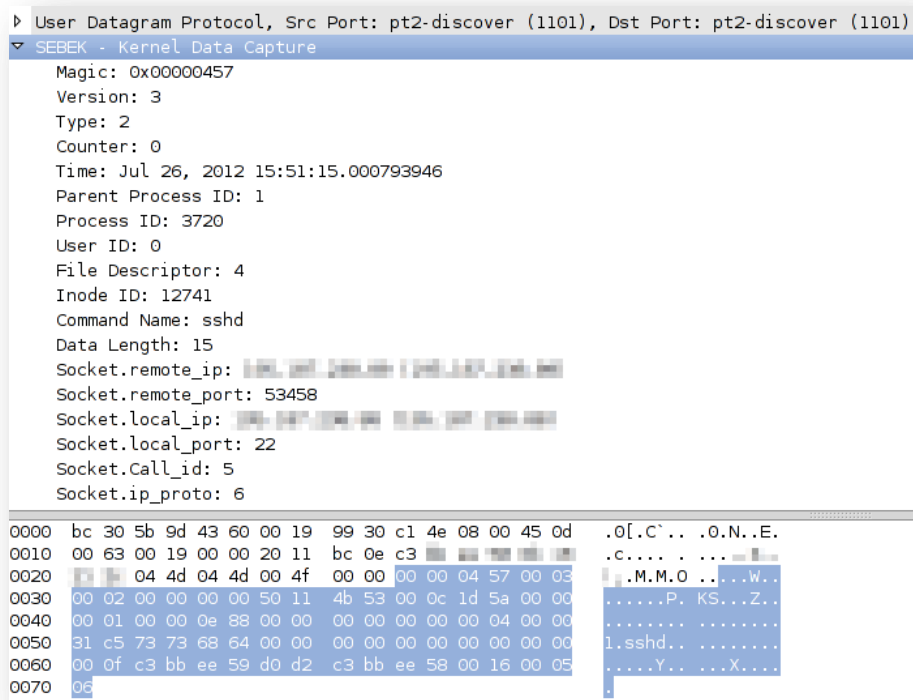 User Datagram Protocol, Src Port: pt2-discover (1101), Dst Port: pt2-discover (1101)
SEBEK - Kernel Data Capture
Magic: 0x00000457
Version: 3
Type: 2
Counter: 0
Time: Jul 26, 2012 15:51:15.000793946
Parent Process ID: 1
Process ID: 3720
User ID: 0
File Descriptor: 4
Inode ID: 12741
Command Name: sshd
Data Length: 15
Socket.remote_ip:
Socket.remote_port: 53458
Socket.local_ip:
Socket.local_port: 22
Socket.Call_id: 5
Socket.ip_proto: 6
0000 bc 30 5b 9d 43 60 00 19 99 30 c1 4e 08 00 45 0d .0[.C`.. .0.N..E.
0010 00 63 00 19 00 00 20 11 bc 0e c3 .c.... . ...
0020 04 4d 04 4d 00 4f 00 00 00 00 04 57 00 03 .M.M.O .....W..
0030 00 02 00 00 00 00 50 11 4b 53 00 0c 1d 5a 00 00 ......P. KS...Z..
0040 00 01 00 00 0e 88 00 00 00 00 00 00 00 04 00 00 ........ ........
0050 31 c5 73 73 68 64 00 00 00 00 00 00 00 00 00 00 1.sshd.. ........
0060 00 0f c3 bb ee 59 d0 d2 c3 bb ee 58 00 16 00 05 .....Y.. ...X....
0070 06 .